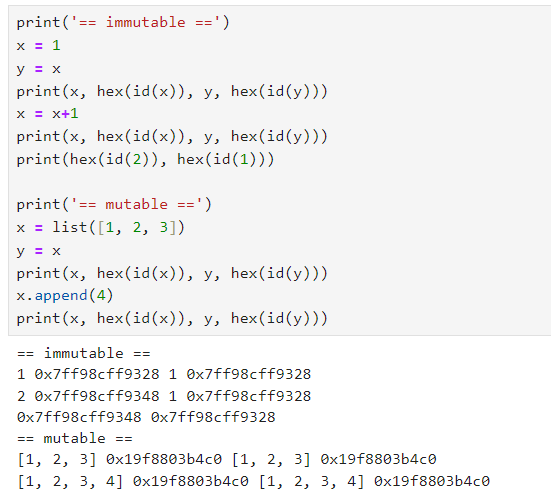 print('== immutable ==')
x = 1
y = x
print(x, hex(id(x)), y, hex(id(y)))
x = x+1
print(x, hex(id(x)), y, hex(id(y)))
print(hex(id(2)), hex(id(1)))
print('== mutable ==')
x = list([1, 2, 3])
y = x
print(x, hex(id(x)), y, hex(id(y)))
x.append(4)
print(x, hex(id(x)), y, hex(id(y)))
== immutable ==
1 0x7ff98cff9328 1 0x7ff98cff9328
2 0x7ff98cff9348 1 0x7ff98cff9328
0x7ff98cff9348 0x7ff98cff9328
== mutable ==
[1, 2, 3] 0x19f8803b4c0 [1, 2, 3] 0x19f8803b4c0
[1, 2, 3, 4] 0x19f8803b4c0 [1, 2, 3, 4] 0x19f8803b4c0